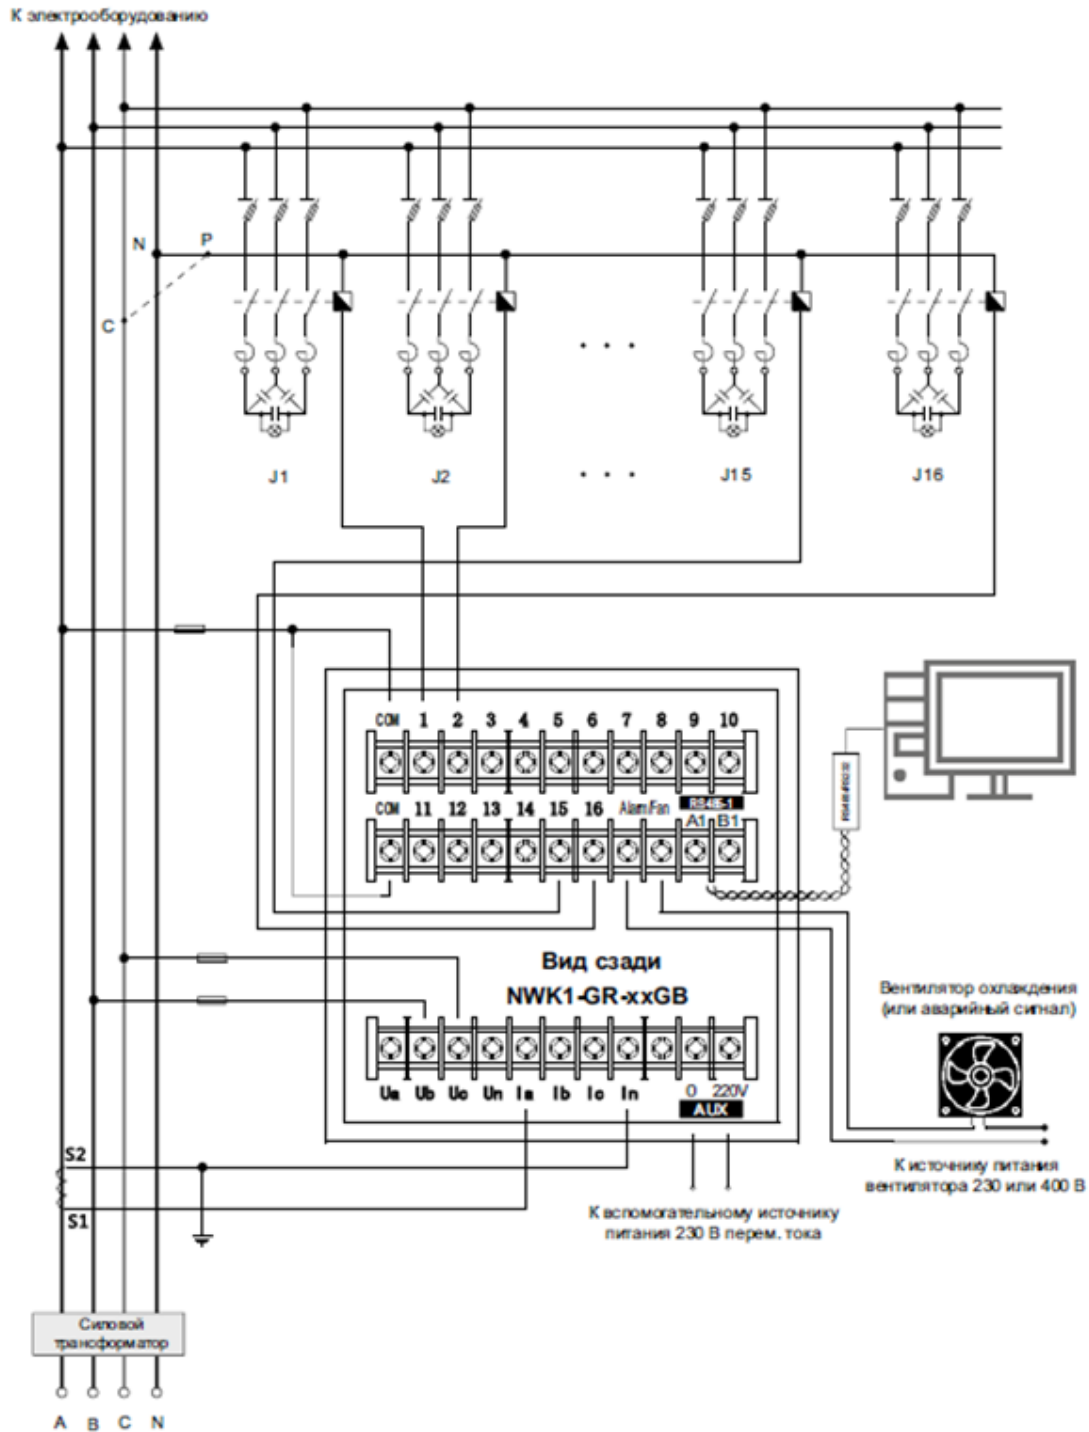 К электрооборудованию
N P
C
J1 J2 J15 J16
COM 1 2 3 4 5 6 7 8 9 10
RS485-1
COM 11 12 13 14 15 16 Alarm/Fan A1 B1
Вид сзади
NWK1-GR-xxGB
Вентилятор охлаждения
(или аварийный сигнал)
Ua Ub Uc Un Ia Ib Ic In 0 220V
AUX
S2
S1
К источнику питания
вентилятора 230 или 400 В
К вспомогательному источнику
питания 230 В перем. тока
Силовой
трансформатор
A B C N